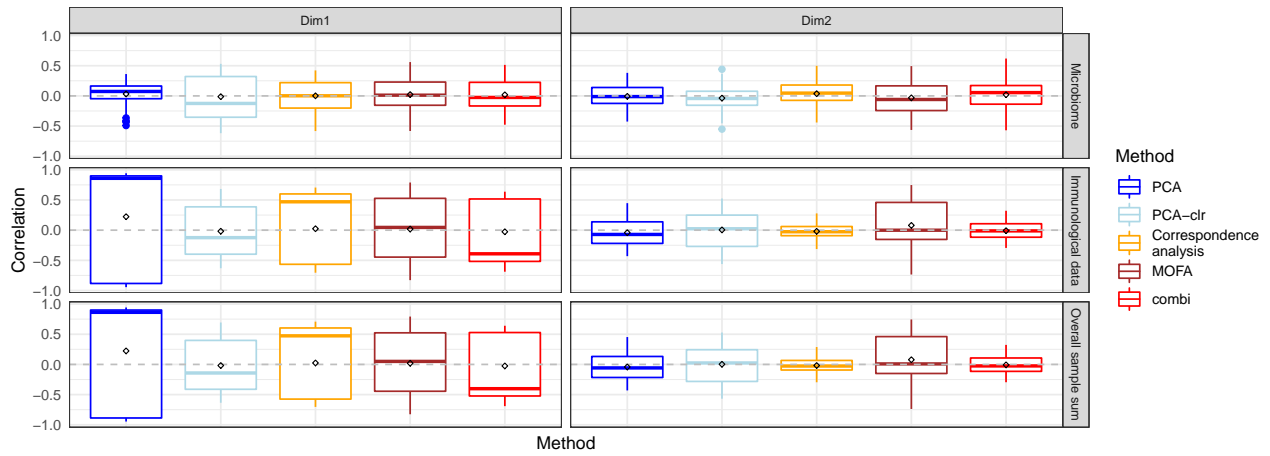 Dim1
Dim2
1.0
0.5
0.0
−0.5
−1.0
Microbiome
1.0
0.5
0.0
−0.5
−1.0
Immunological data
1.0
0.5
0.0
−0.5
−1.0
Overall sample sum
Correlation
Method
Method
PCA
PCA−clr
Correspondence
analysis
MOFA
combi